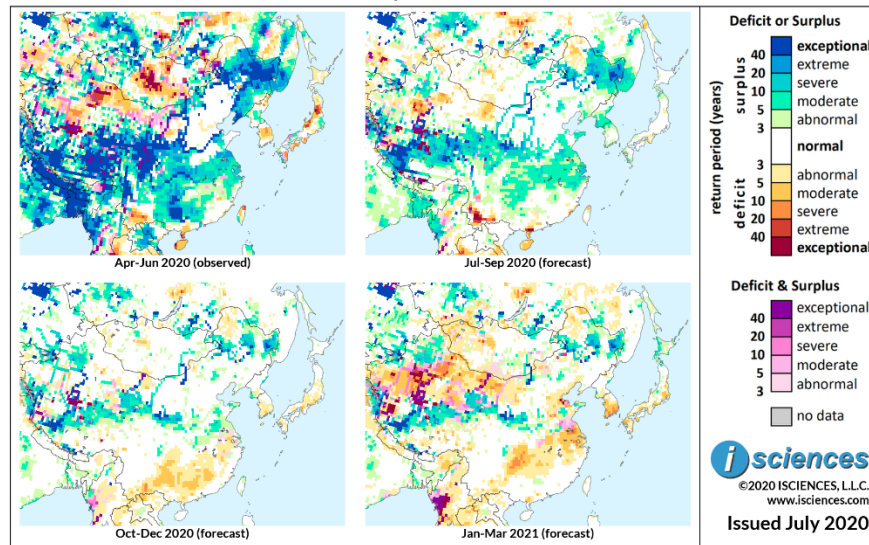 Apr-Jun 2020 (observed)
Jul-Sep 2020 (forecast)
Oct-Dec 2020 (forecast)
Jan-Mar 2021 (forecast)
Deficit or Surplus
return period (years)
surplus
deficit
exceptional
40
extreme
20
severe
10
moderate
5
abnormal
3
normal
3
abnormal
5
moderate
10
severe
20
extreme
40
exceptional
Deficit & Surplus
exceptional
40
extreme
20
severe
10
moderate
5
abnormal
3
no data
i sciences
©2020 ISCIENCES, L.L.C.
www.isciences.com
Issued July 2020